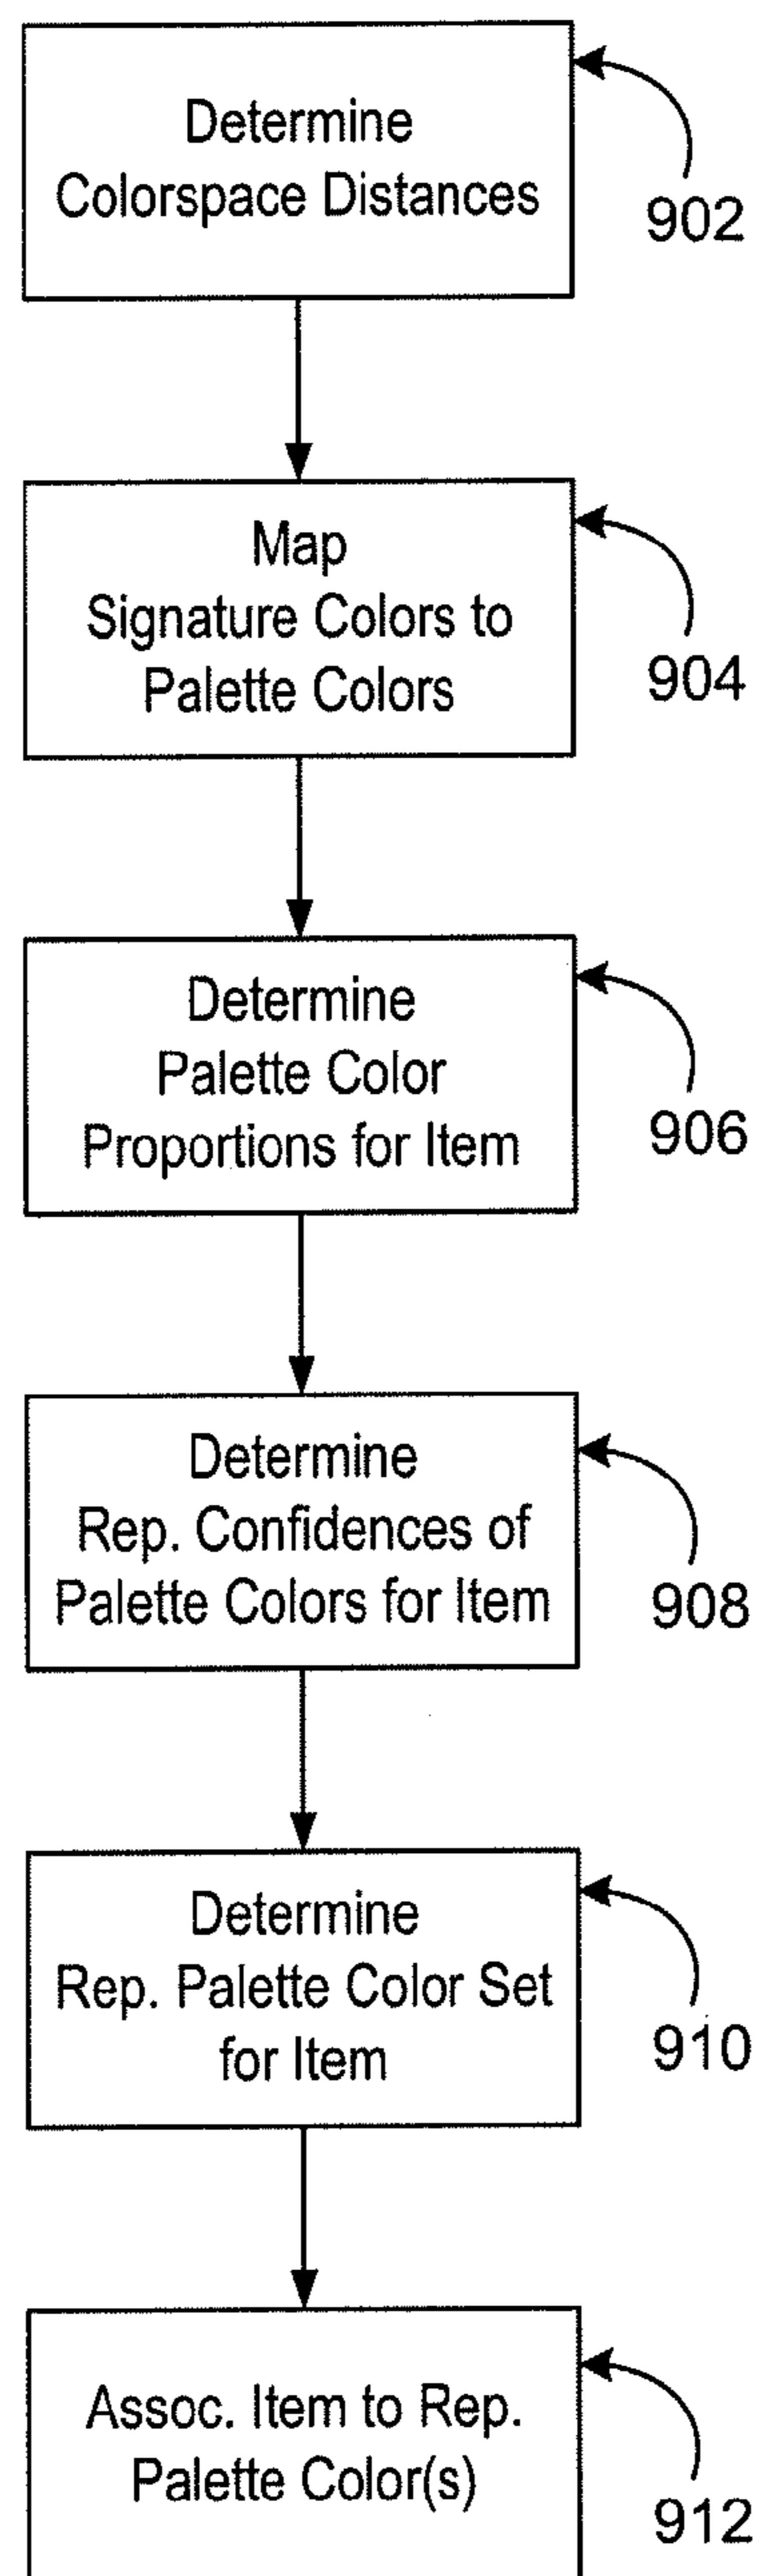 Determine
Colorspace Distances
902
Map
Signature Colors to
Palette Colors
904
Determine
Palette Color
Proportions for Item
906
Determine
Rep. Confidences of
Palette Colors for Item
908
Determine
Rep. Palette Color Set
for Item
910
Assoc. Item to Rep.
Palette Color(s)
912